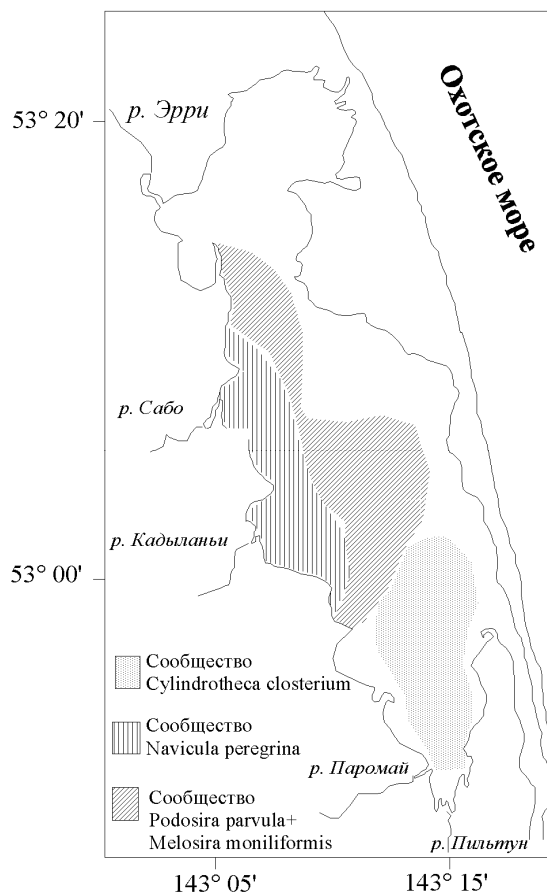 53° 20'
р. Эрри
Охотское море
р. Сабо
р. Кадыланьи
53° 00'
Сообщество
Cylindrotheca closterium
Сообщество
Navicula peregrina
Сообщество
Podosira parvula+
Melosira moniliformis
р. Паромай
р. Пильтун
143° 05'
143° 15'